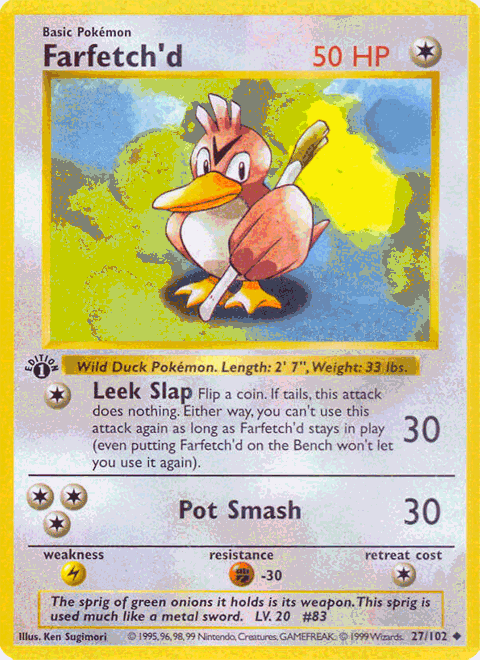 Basic Pokémon
Farfetch'd 50 HP
Wild Duck Pokémon. Length: 2' 7", Weight: 33 lbs.
EDITION 1
Leek Slap Flip a coin. If tails, this attack
does nothing. Either way, you can't use this
attack again as long as Farfetch'd stays in play
(even putting Farfetch'd on the Bench won't let
you use it again).
30
Pot Smash 30
weakness resistance retreat cost
-30
The sprig of green onions it holds is its weapon. This sprig is
used much like a metal sword. LV. 20 #83
Illus. Ken Sugimori © 1995, 96, 98, 99 Nintendo, Creatures, GAMEFREAK. © 1999 Wizards. 27/102